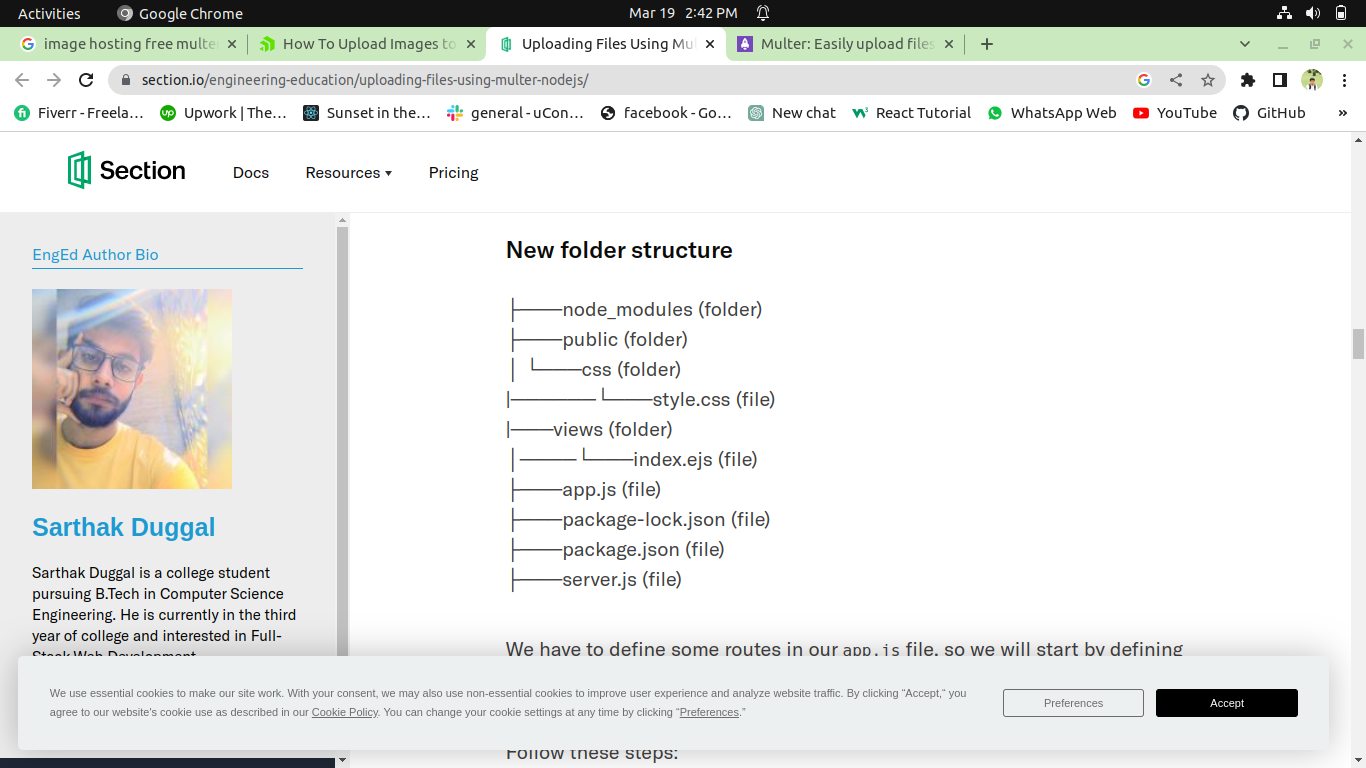 Activities Google Chrome Mar 19 2:42 PM
image hosting free multe How To Upload Images to Uploading Files Using Mul Multer: Easily upload files
section.io/engineering-education/uploading-files-using-multer-nodejs/
Fiverr - Freela… Upwork | The… Sunset in the… general - uCon… facebook - Go… New chat React Tutorial WhatsApp Web YouTube GitHub »
Section Docs Resources Pricing
EngEd Author Bio
Sarthak Duggal
Sarthak Duggal is a college student
pursuing B.Tech in Computer Science
Engineering. He is currently in the third
year of college and interested in Full-
Stack Web Development
New folder structure
├────node_modules (folder)
├────public (folder)
│ └────css (folder)
|────────└────style.css (file)
|────views (folder)
│─────└────index.ejs (file)
├────app.js (file)
├────package-lock.json (file)
├────package.json (file)
├────server.js (file)
We have to define some routes in our app.js file, so we will start by defining
Follow these steps:
We use essential cookies to make our site work. With your consent, we may also use non-essential cookies to improve user experience and analyze website traffic. By clicking “Accept,” you
agree to our website's cookie use as described in our Cookie Policy. You can change your cookie settings at any time by clicking “Preferences.”
Preferences Accept